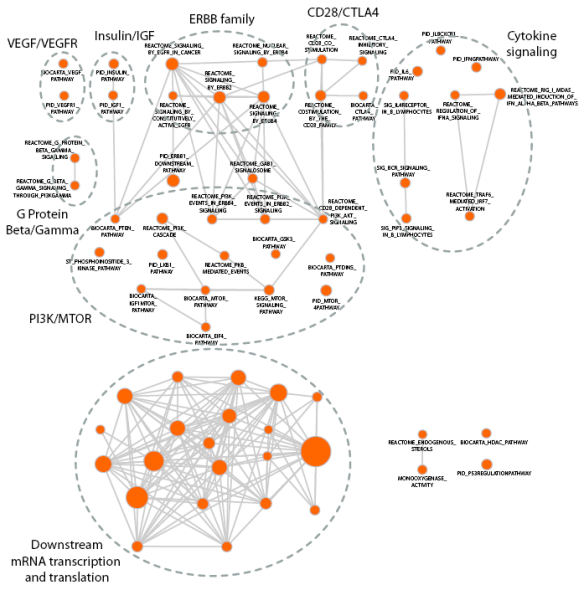 CD28/CTLA4
ERBB family
Insulin/IGF
VEGF/VEGFR
Cytokine
signaling
REACTOME_SIGNALING_
BY_EGFR_IN_CANCER
REACTOME_NUCLEAR_
SIGNALING_BY_ERBB4
REACTOME_
CD28_CO_
STIMULATION
REACTOME_CTLA4_
INHIBITORY_
SIGNALING
PATHWAY
PID_IFNGPATHWAY
BIOCARTA_VEGF_
PATHWAY
PID_INSULIN_
PATHWAY
REACTOME_
SIGNALING_
BY_ERBB2
PID_IL6_
PATHWAY
REACTOME_RIG_I_MDA5_
MEDIATED_INDUCTION_OF_
IFN_ALPHA_BETA_PATHWAYS
PID_VEGFR1_
PATHWAY
PID_IGF1_
PATHWAY
REACTOME_
SIGNALING_BY_
CONSTITUTIVELY_
ACTIVE_EGFR
REACTOME_
SIGNALING_
BY_ERBB4
REACTOME_
COSTIMULATION_
BY_THE_
CD28_FAMILY
BIOCARTA_
CTLA4_
PATHWAY
SIG_IL4RECEPTOR_
IN_B_LYMPHOCYTES
REACTOME_
REGULATION_OF_
IFNA_SIGNALING
REACTOME_G_PROTEIN_
BETA_GAMMA_
SIGNALLING
PID_ERBB1_
DOWNSTREAM_
PATHWAY
REACTOME_GAB1_
SIGNALOSOME
SIG_BCR_SIGNALING_
PATHWAY
REACTOME_G_BETA_
GAMMA_SIGNALING_
THROUGH_PI3KGAMMA
REACTOME_PI3K_
EVENTS_IN_ERBB4_
SIGNALING
REACTOME_PI3K_
EVENTS_IN_ERBB2_
SIGNALING
REACTOME_
CD28_DEPENDENT_
PI3K_AKT_
SIGNALING
REACTOME_TRAF6_
MEDIATED_IRF7_
ACTIVATION
G Protein
Beta/Gamma
BIOCARTA_PTEN_
PATHWAY
REACTOME_PI3K_
CASCADE
BIOCARTA_GSK3_
PATHWAY
SIG_PIP3_SIGNALING_
IN_B_LYMPHOCYTES
ST_PHOSPHOINOSITIDE_3_
KINASE_PATHWAY
PID_LKB1_
PATHWAY
REACTOME_PKB_
MEDIATED_EVENTS
BIOCARTA_PTDINS_
PATHWAY
BIOCARTA_
IGF1MTOR_
PATHWAY
BIOCARTA_MTOR_
PATHWAY
KEGG_MTOR_
SIGNALING_
PATHWAY
PID_MTOR_
4PATHWAY
PI3K/MTOR
BIOCARTA_EIF4_
PATHWAY
REACTOME_ENDOGENOUS_
STEROLS
BIOCARTA_HDAC_PATHWAY
MONOOXYGENASE_
ACTIVITY
PID_P53REGULATIONPATHWAY
Downstream
mRNA transcription
and translation